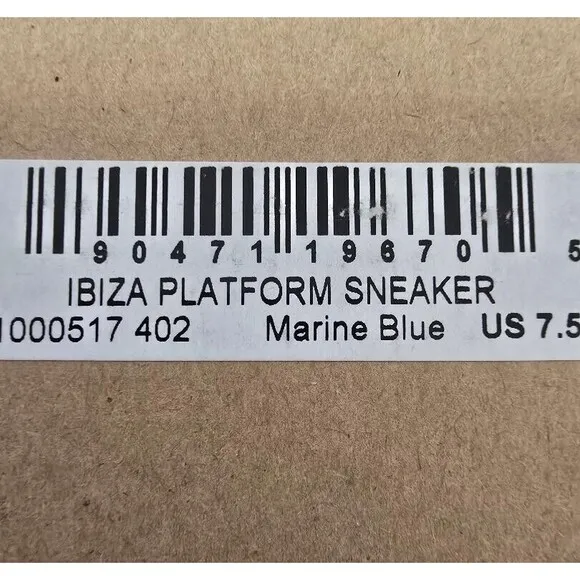 90471 19670 5
IBIZA PLATFORM SNEAKER
1000517 402 Marine Blue US 7.5